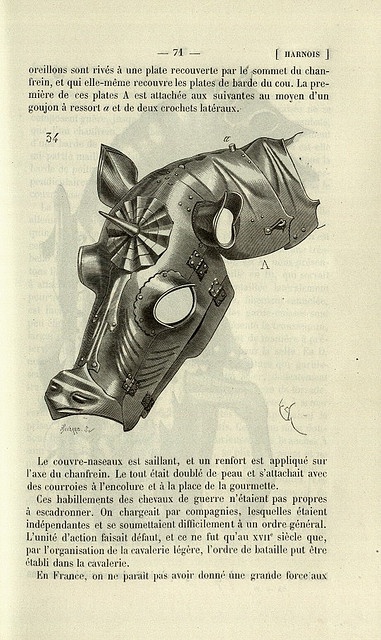 — 71 — [ HARNOIS ]
oreillons sont rivés à une plate recouverte par le sommet du chan-
frein, et qui elle-même recouvre les plates de barde du cou. La pre-
mière de ces plates A est attachée aux suivantes au moyen d'un
goujon à ressort a et de deux crochets latéraux.
34
a
A
Le couvre-naseaux est saillant, et un renfort est appliqué sur
l'axe du chanfrein. Le tout était doublé de peau et s'attachait avec
des courroies à l'encolure et à la place de la gourmette.
Ces habillements des chevaux de guerre n'étaient pas propres
à escadronner. On chargeait par compagnies, lesquelles étaient
indépendantes et se soumettaient difficilement à un ordre général.
L'unité d'action faisait défaut, et ce ne fut qu'au XVIIe siècle que,
par l'organisation de la cavalerie légère, l'ordre de bataille put être
établi dans la cavalerie.
En France, on ne paraît pas avoir donné une grande force aux